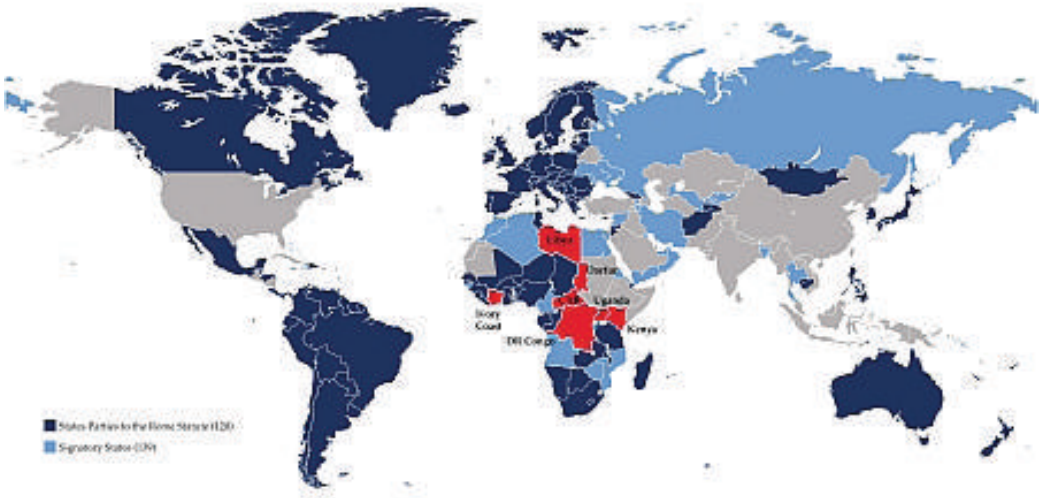 Libya
Darfur
CAR
Uganda
Ivory
Coast
Kenya
DR Congo
States Parties to the Rome Statute (120)
Signatory States (139)